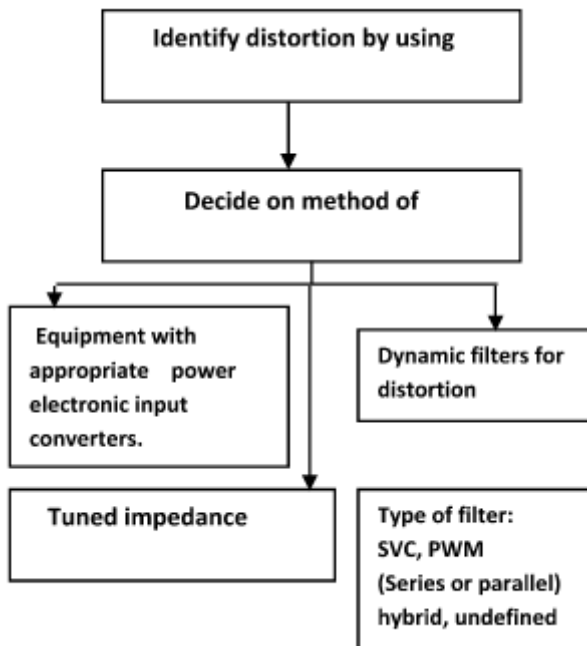 Identify distortion by using
Decide on method of
Equipment with
appropriate power
electronic input
converters.
Dynamic filters for
distortion
Tuned impedance
Type of filter:
SVC, PWM
(Series or parallel)
hybrid, undefined